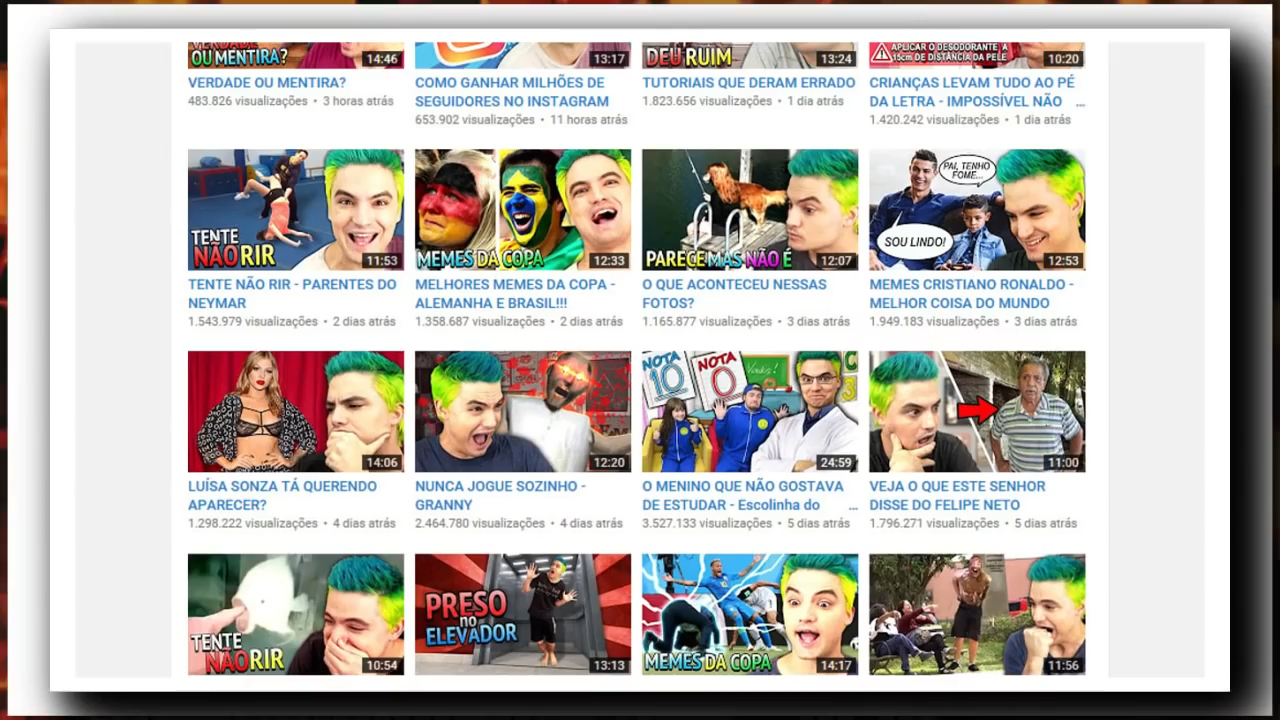 VERDADE
OU MENTIRA?
14:46
13:17
DEU RUIM
13:24
APLICAR O DESODORANTE A
15cm DE DISTÂNCIA DA PELE
10:20
VERDADE OU MENTIRA?
483.826 visualizações • 3 horas atrás
COMO GANHAR MILHÕES DE
SEGUIDORES NO INSTAGRAM
653.902 visualizações • 11 horas atrás
TUTORIAIS QUE DERAM ERRADO
1.823.656 visualizações • 1 dia atrás
CRIANÇAS LEVAM TUDO AO PÉ
DA LETRA - IMPOSSÍVEL NÃO ...
1.420.242 visualizações • 1 dia atrás
TENTE
NÃO RIR
11:53
MEMES DA COPA
12:33
PARECE MAS NÃO É
12:07
PAI, TENHO
FOME...
SOU LINDO!
12:53
TENTE NÃO RIR - PARENTES DO
NEYMAR
1.543.979 visualizações • 2 dias atrás
MELHORES MEMES DA COPA -
ALEMANHA E BRASIL!!!
1.358.687 visualizações • 2 dias atrás
O QUE ACONTECEU NESSAS
FOTOS?
1.165.877 visualizações • 3 dias atrás
MEMES CRISTIANO RONALDO -
MELHOR COISA DO MUNDO
1.949.183 visualizações • 3 dias atrás
14:06
12:20
NOTA
10
NOTA
0
24:59
11:00
LUÍSA SONZA TÁ QUERENDO
APARECER?
1.298.222 visualizações • 4 dias atrás
NUNCA JOGUE SOZINHO -
GRANNY
2.464.780 visualizações • 4 dias atrás
O MENINO QUE NÃO GOSTAVA
DE ESTUDAR - Escolinha do ...
3.527.133 visualizações • 5 dias atrás
VEJA O QUE ESTE SENHOR
DISSE DO FELIPE NETO
1.796.271 visualizações • 5 dias atrás
TENTE
NÃO RIR
10:54
PRESO
no
ELEVADOR
13:13
MEMES DA COPA
14:17
11:56